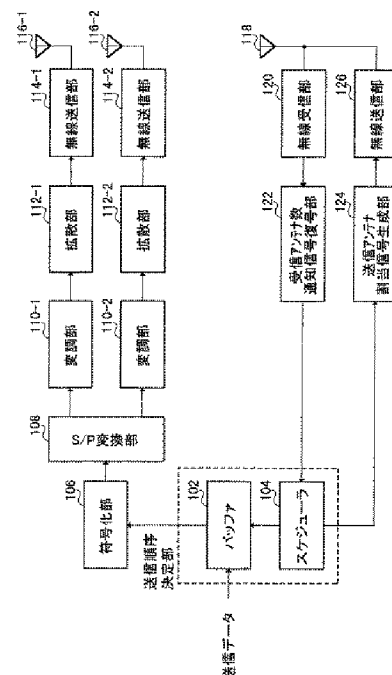 送信データ
送信順序
決定部
102
バッファ
104
スケジューラ
106
符号化部
108
S/P変換部
110-1
変調部
112-1
拡散部
114-1
無線送信部
116-1
110-2
変調部
112-2
拡散部
114-2
無線送信部
116-2
118
120
無線受信部
122
受信アンテナ数
通知信号復号部
124
送信アンテナ
割当信号生成部
126
無線送信部